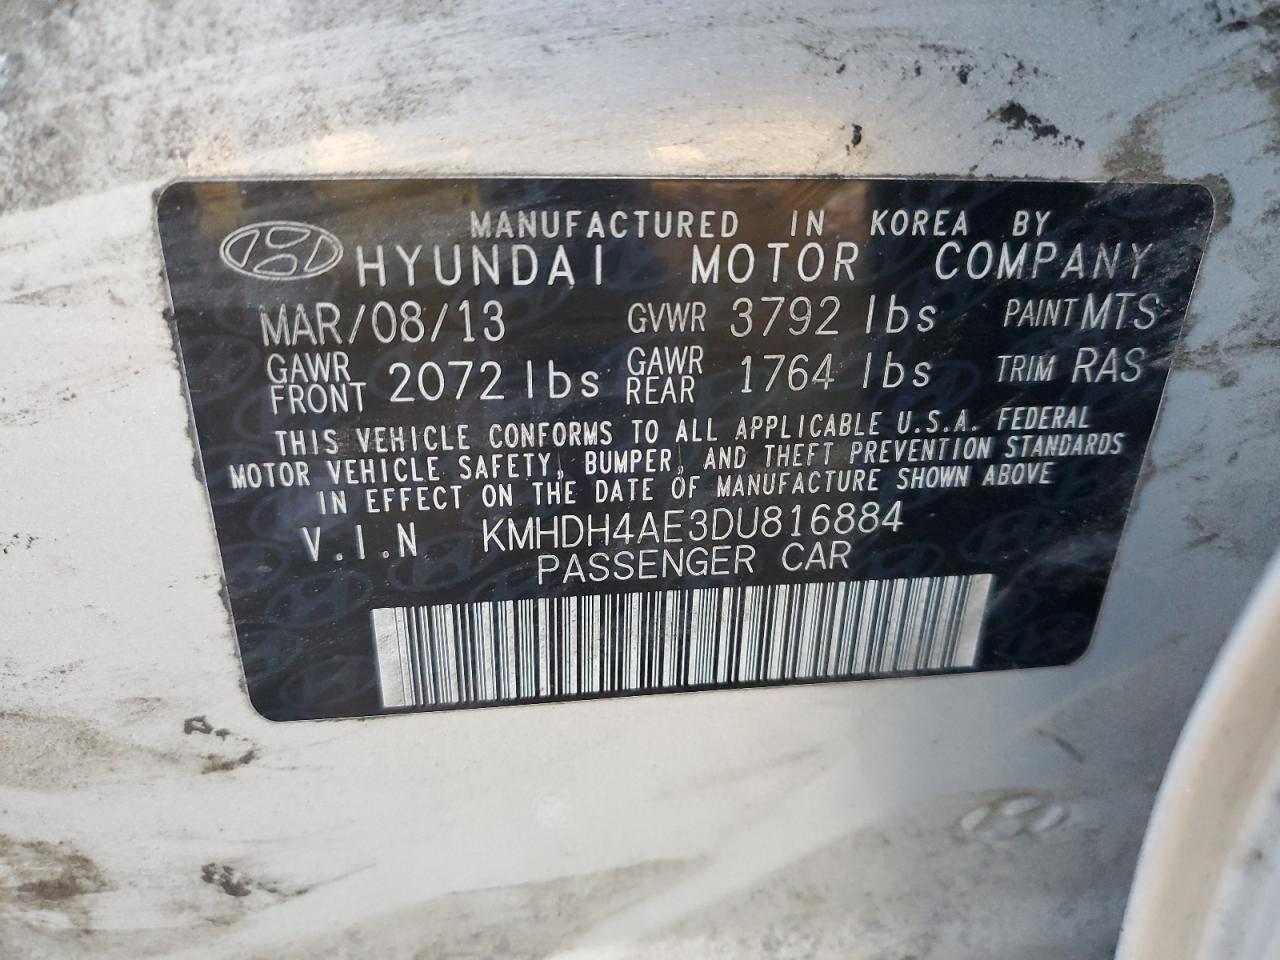 MANUFACTURED IN KOREA BY
HYUNDAI MOTOR COMPANY
MAR/08/13 GVWR 3792 lbs PAINT MTS
GAWR FRONT 2072 lbs GAWR REAR 1764 lbs TRIM RAS
THIS VEHICLE CONFORMS TO ALL APPLICABLE U.S.A. FEDERAL
MOTOR VEHICLE SAFETY, BUMPER, AND THEFT PREVENTION STANDARDS
IN EFFECT ON THE DATE OF MANUFACTURE SHOWN ABOVE
V.I.N KMHDH4AE3DU816884
PASSENGER CAR